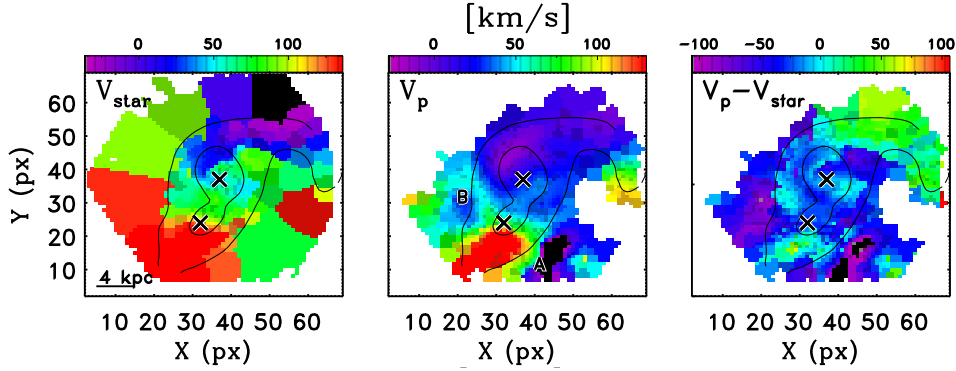 [km/s]
0 50 100
0 50 100
−100 −50 0 50 100
V_star
V_p
V_p−V_star
60
50
40
30
20
10
Y (px)
B
A
4 kpc
10 20 30 40 50 60
10 20 30 40 50 60
10 20 30 40 50 60
X (px)
X (px)
X (px)